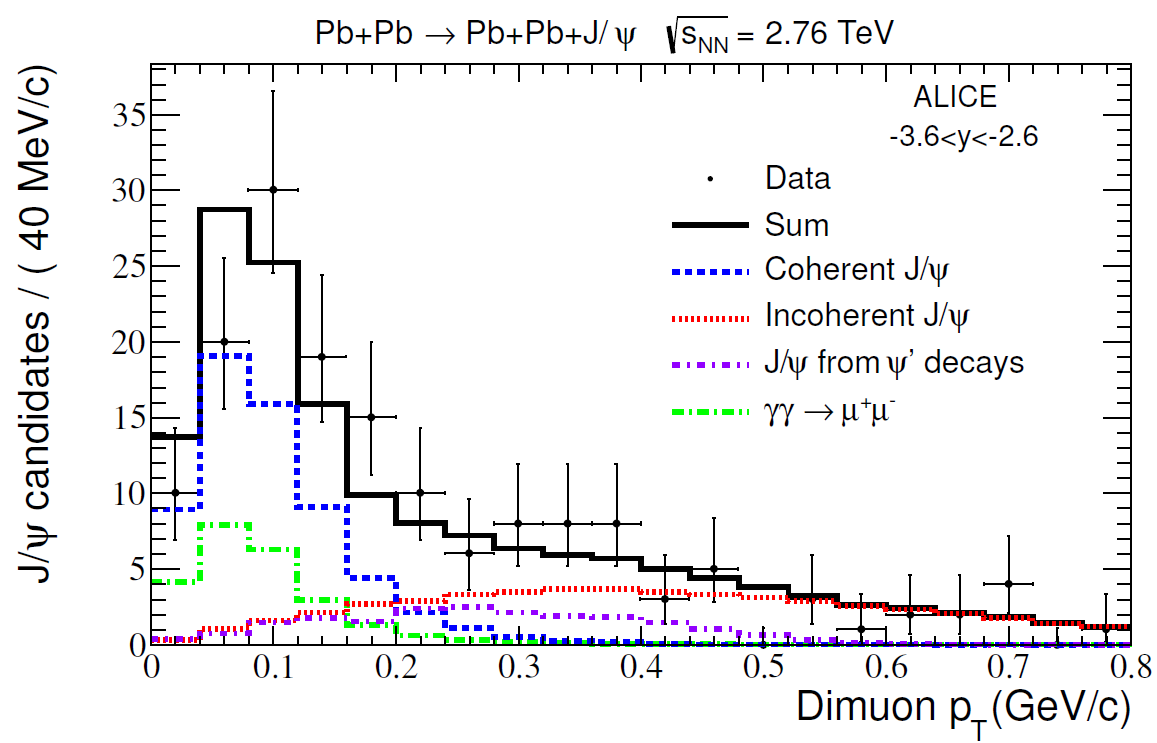 Pb+Pb → Pb+Pb+J/ψ √sNN = 2.76 TeV
J/ψ candidates / ( 40 MeV/c)
35
30
25
20
15
10
5
0
ALICE
-3.6<y<-2.6
Data
Sum
Coherent J/ψ
Incoherent J/ψ
J/ψ from ψ’ decays
γγ → μ+μ-
0 0.1 0.2 0.3 0.4 0.5 0.6 0.7 0.8
Dimuon pT(GeV/c)